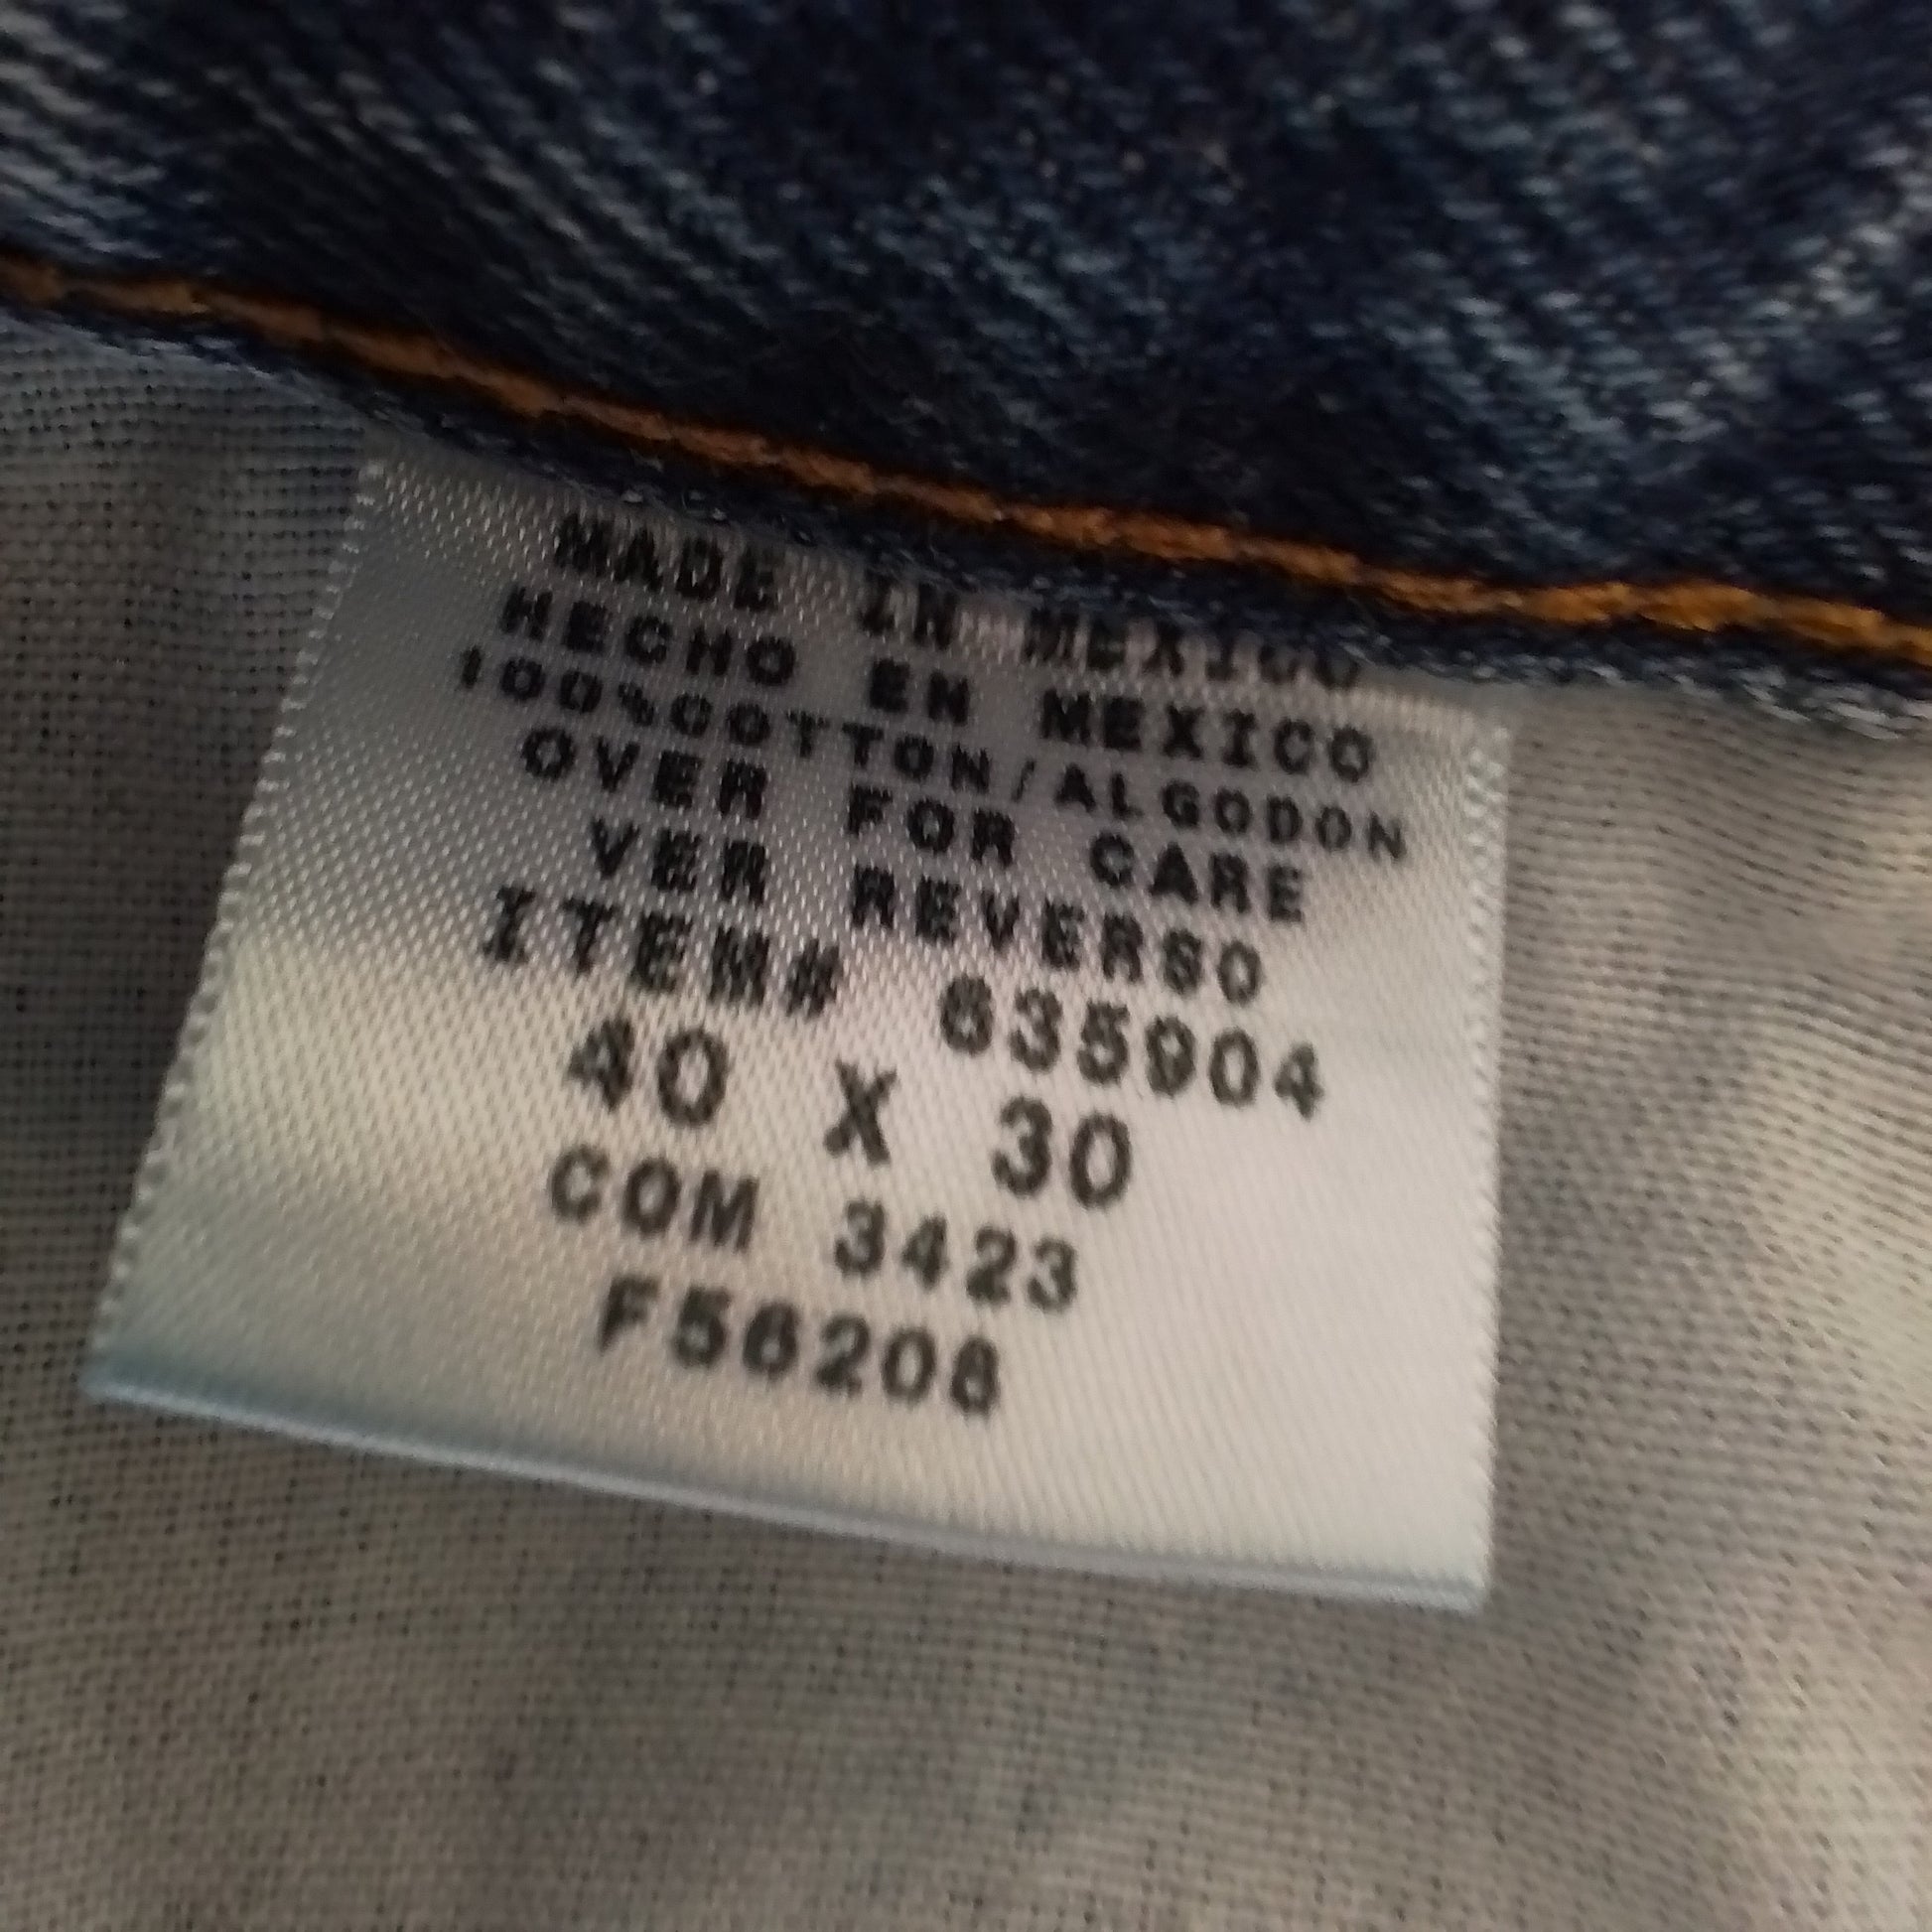 MADE IN MEXICO
HECHO EN MEXICO
100%COTTON/ALGODON
OVER FOR CARE
VER REVERSO
ITEM# 635904
40 X 30
COM 3423
F56208